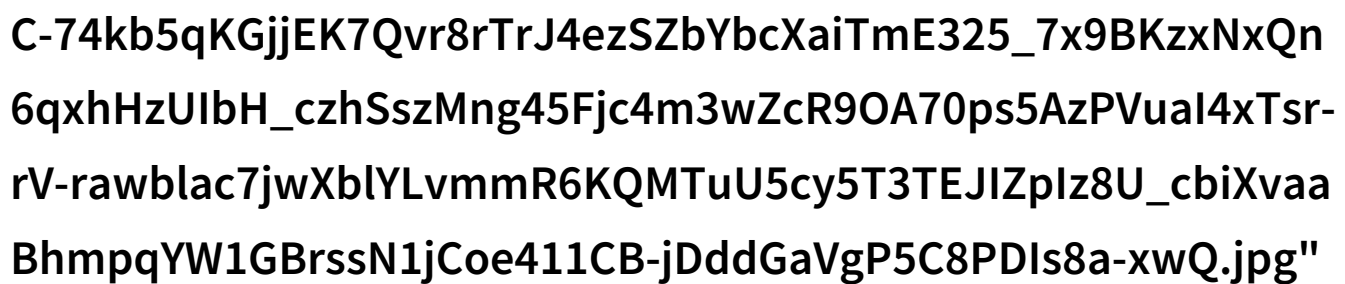 C-74kb5qKGjjEK7Qvr8rTrJ4ezSZbYbcXaiTmE325_7x9BKzxNxQn
6qxhHzUIbH_czhSszMng45Fjc4m3wZcR9OA70ps5AzPVuaI4xTsr-
rV-rawblac7jwXblYLvmmR6KQMTuU5cy5T3TEJIZpIz8U_cbiXvaa
BhmpqYW1GBrssN1jCoe411CB-jDddGaVgP5C8PDIs8a-xwQ.jpg"